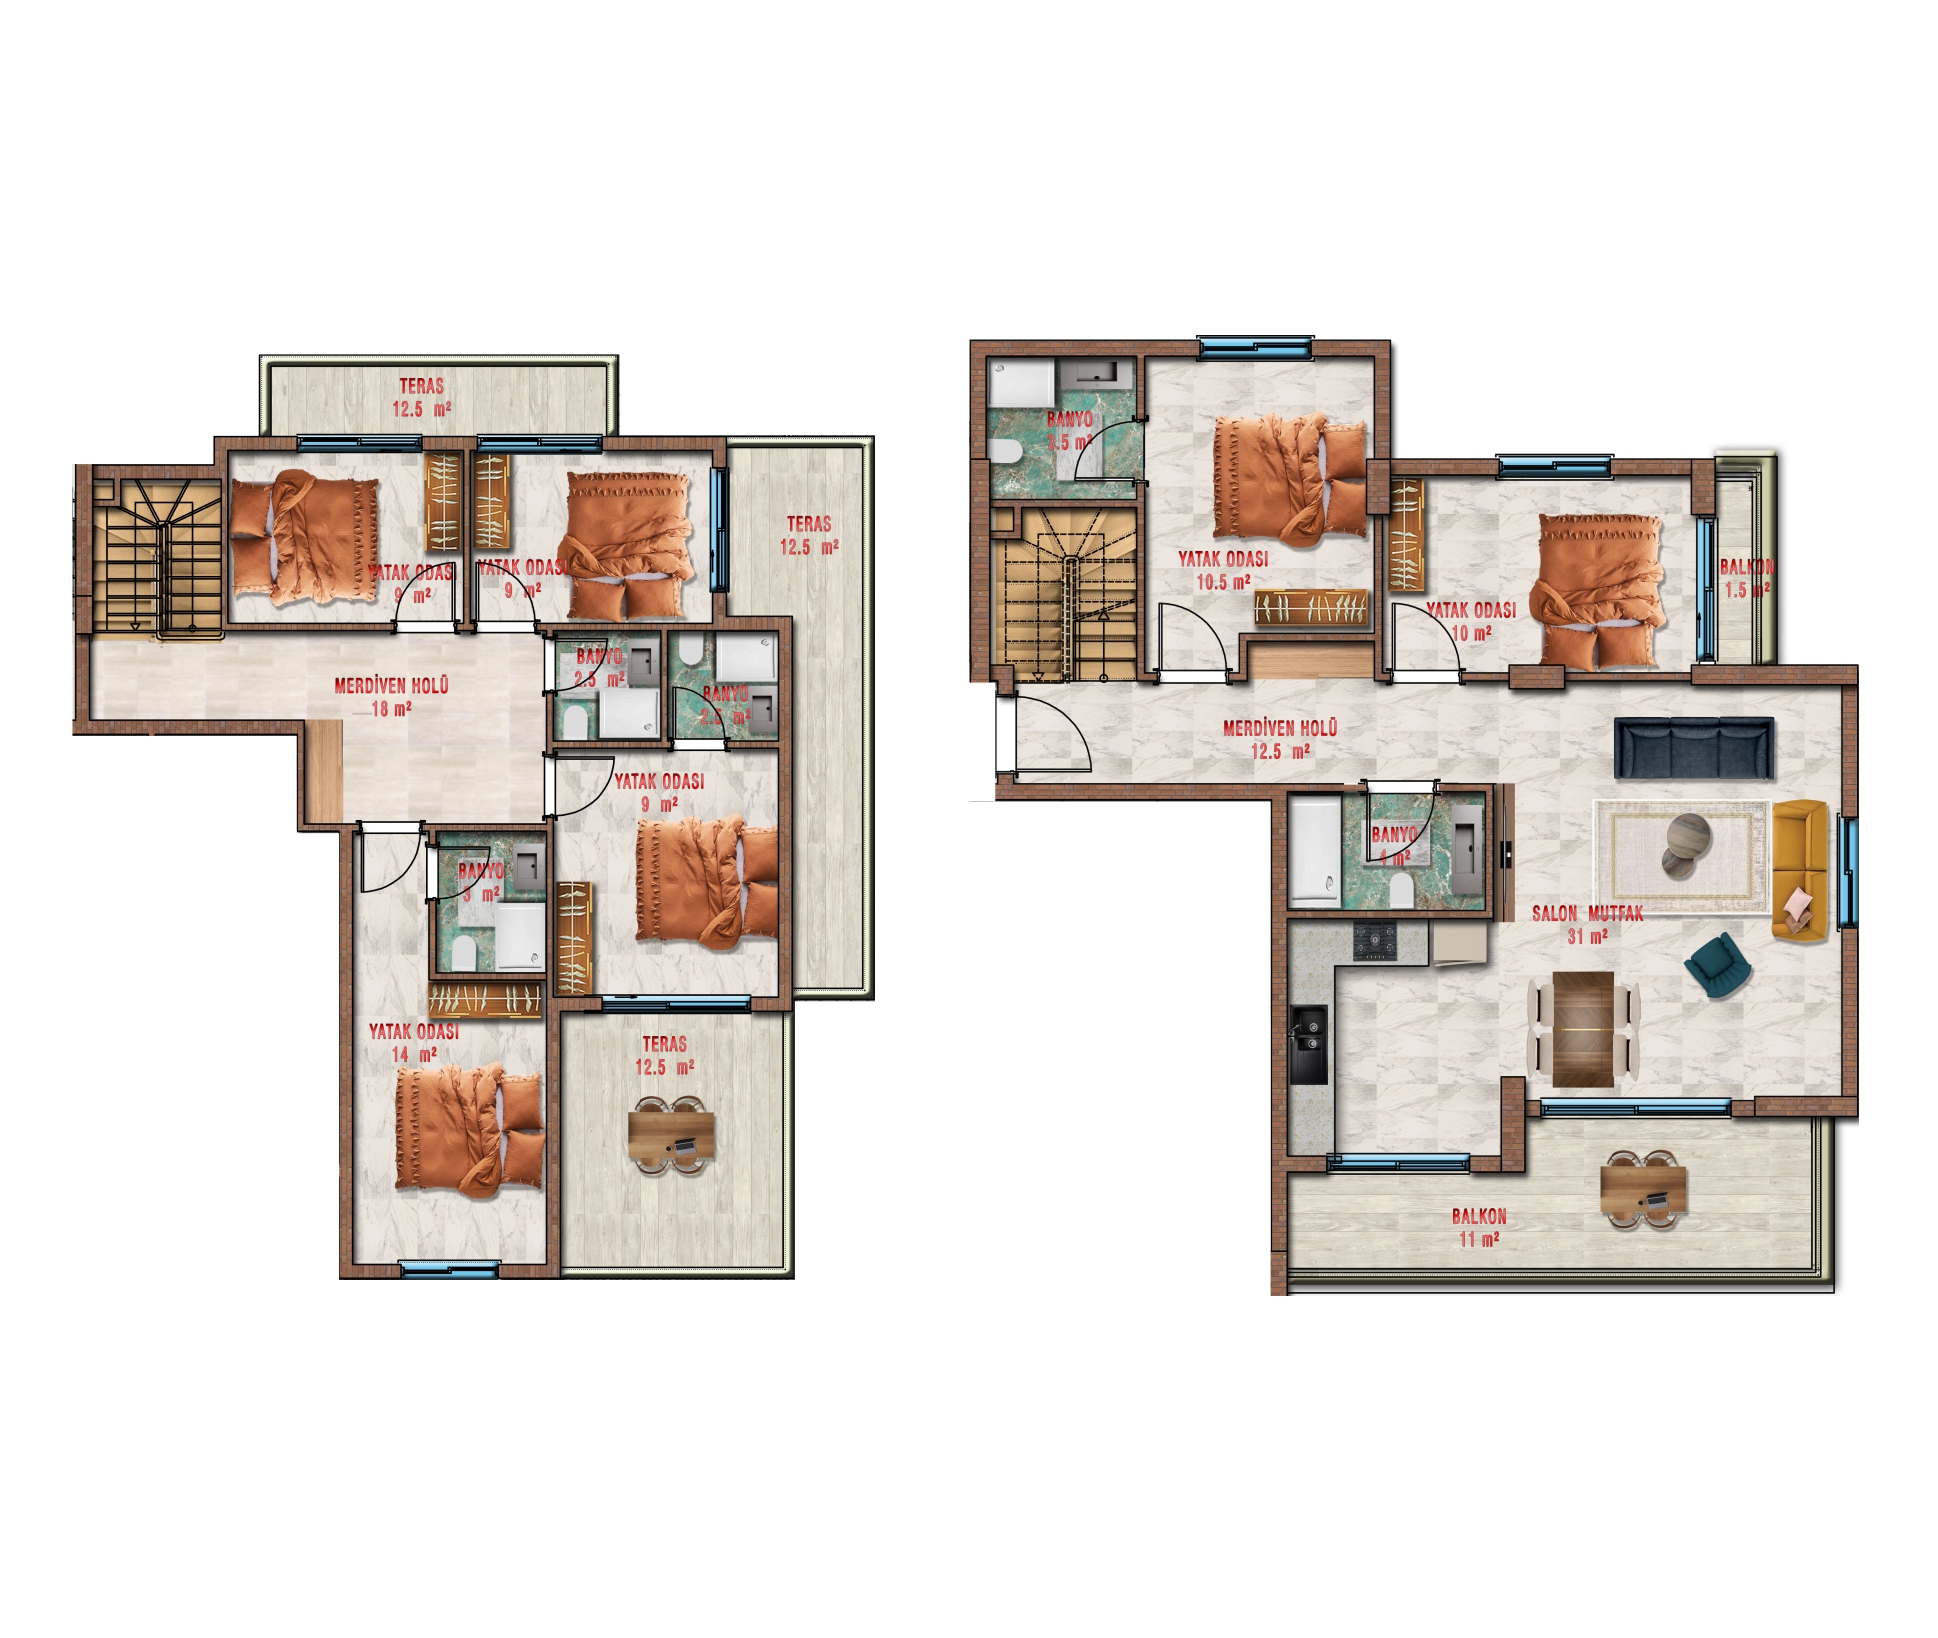 TERAS
12.5 m²
TERAS
12.5 m²
YATAK ODASI
9 m²
YATAK ODASI
9 m²
BANYO
2.5 m²
BANYO
2.5 m²
MERDİVEN HOLÜ
18 m²
YATAK ODASI
9 m²
BANYO
3 m²
YATAK ODASI
14 m²
TERAS
12.5 m²
BANYO
3.5 m²
YATAK ODASI
10.5 m²
BALKON
1.5 m²
YATAK ODASI
10 m²
MERDİVEN HOLÜ
12.5 m²
BANYO
4 m²
SALON MUTFAK
31 m²
BALKON
11 m²